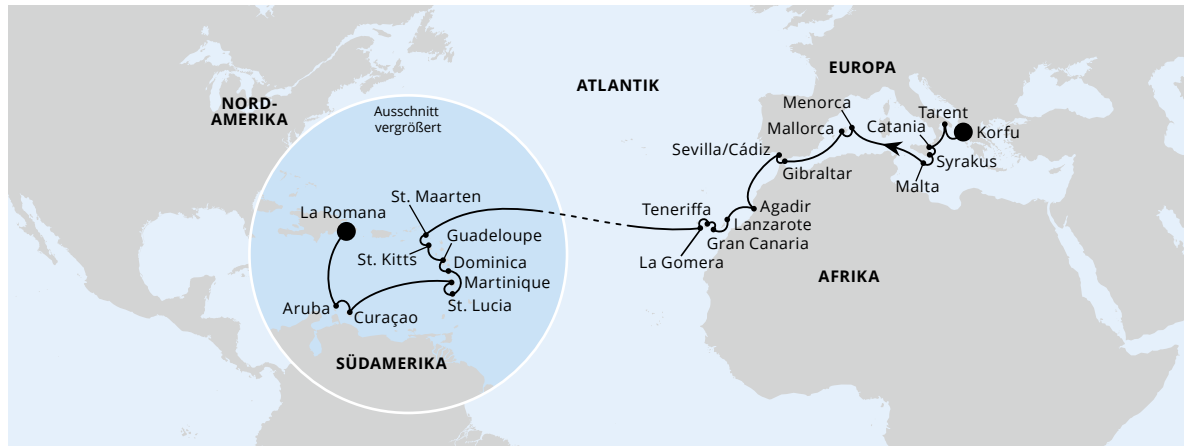 EUROPA
ATLANTIK
NORD-
AMERIKA
Ausschnitt
vergrößert
Menorca
Tarent
Mallorca
Catania
Korfu
Sevilla/Cádiz
Syrakus
Gibraltar
Malta
St. Maarten
La Romana
Teneriffa
Agadir
Lanzarote
Guadeloupe
Gran Canaria
St. Kitts
Dominica
La Gomera
Martinique
AFRIKA
Aruba
St. Lucia
Curaçao
SÜDAMERIKA